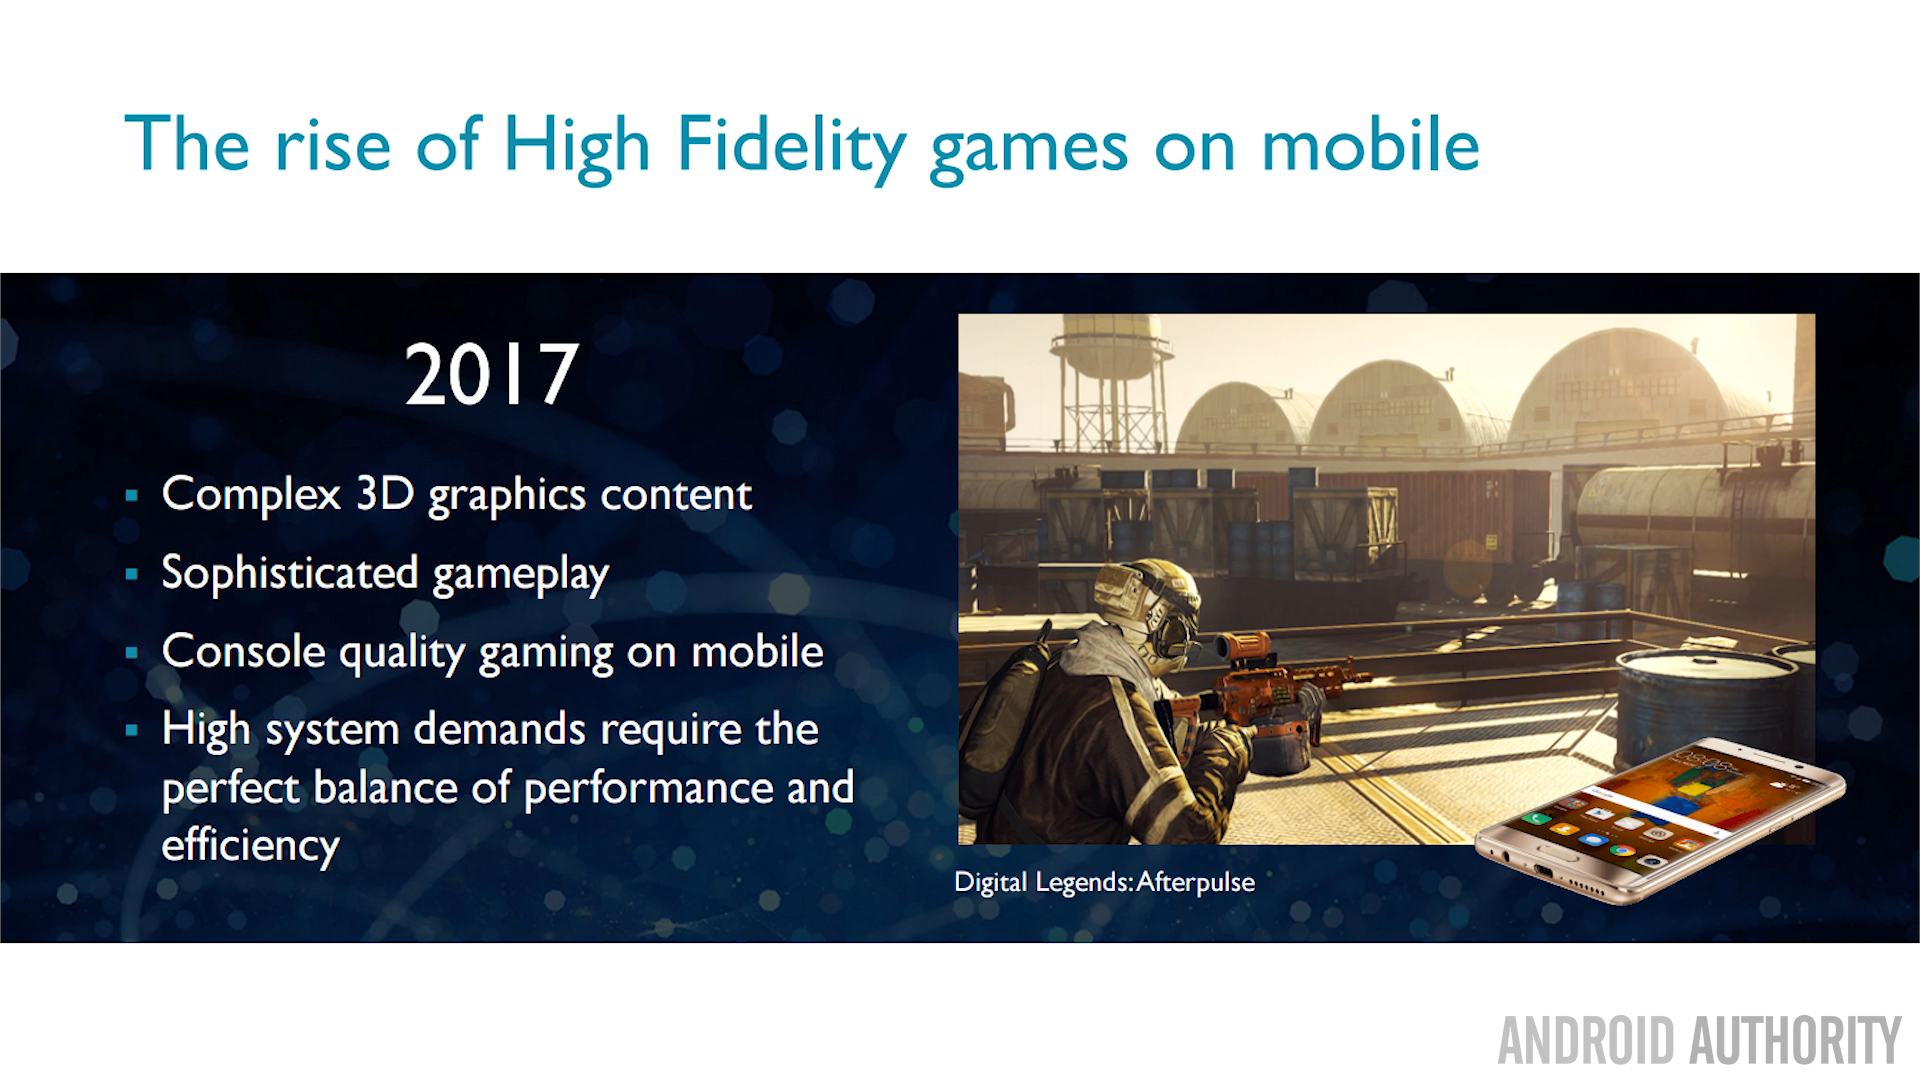 The rise of High Fidelity games on mobile
2017
Complex 3D graphics content
Sophisticated gameplay
Console quality gaming on mobile
High system demands require the
perfect balance of performance and
efficiency
Digital Legends: Afterpulse
ANDROID AUTHORITY